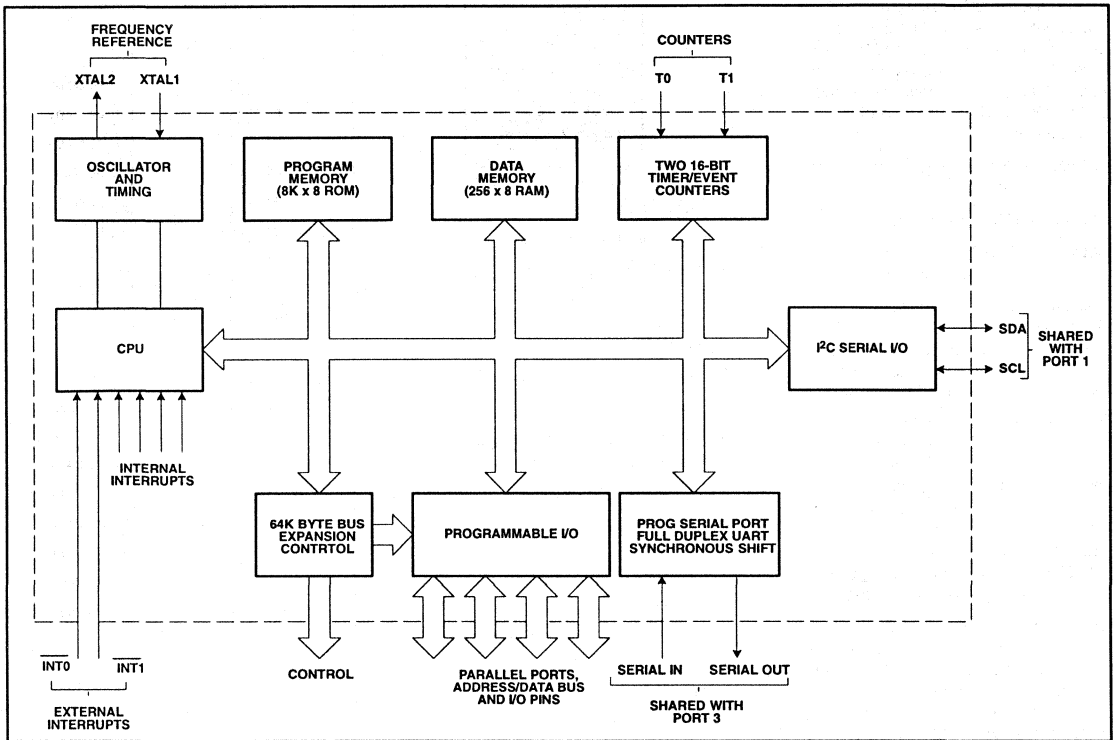 FREQUENCY
REFERENCE
XTAL2 XTAL1
COUNTERS
T0 T1
OSCILLATOR
AND
TIMING
PROGRAM
MEMORY
(8K x 8 ROM)
DATA
MEMORY
(256 x 8 RAM)
TWO 16-BIT
TIMER/EVENT
COUNTERS
CPU
I²C SERIAL I/O
SDA
SCL
SHARED
WITH
PORT 1
INTERNAL
INTERRUPTS
64K BYTE BUS
EXPANSION
CONTRTOL
PROGRAMMABLE I/O
PROG SERIAL PORT
FULL DUPLEX UART
SYNCHRONOUS SHIFT
INT0 INT1
EXTERNAL
INTERRUPTS
CONTROL
PARALLEL PORTS,
ADDRESS/DATA BUS
AND I/O PINS
SERIAL IN SERIAL OUT
SHARED WITH
PORT 3